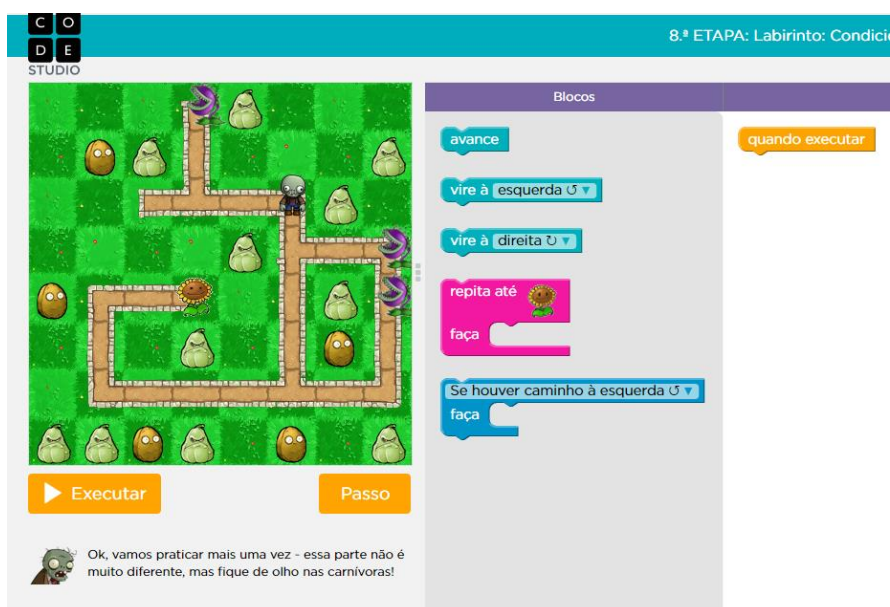 C O
D E
STUDIO
8.ª ETAPA: Labirinto:
Blocos
avance
quando executar
vire à esquerda ↺ ▼
vire à direita ↻ ▼
repita até
faça
Se houver caminho à esquerda ↺ ▼
faça
Executar
Passo
Ok, vamos praticar mais uma vez - essa parte não é
muito diferente, mas fique de olho nas carnívoras!